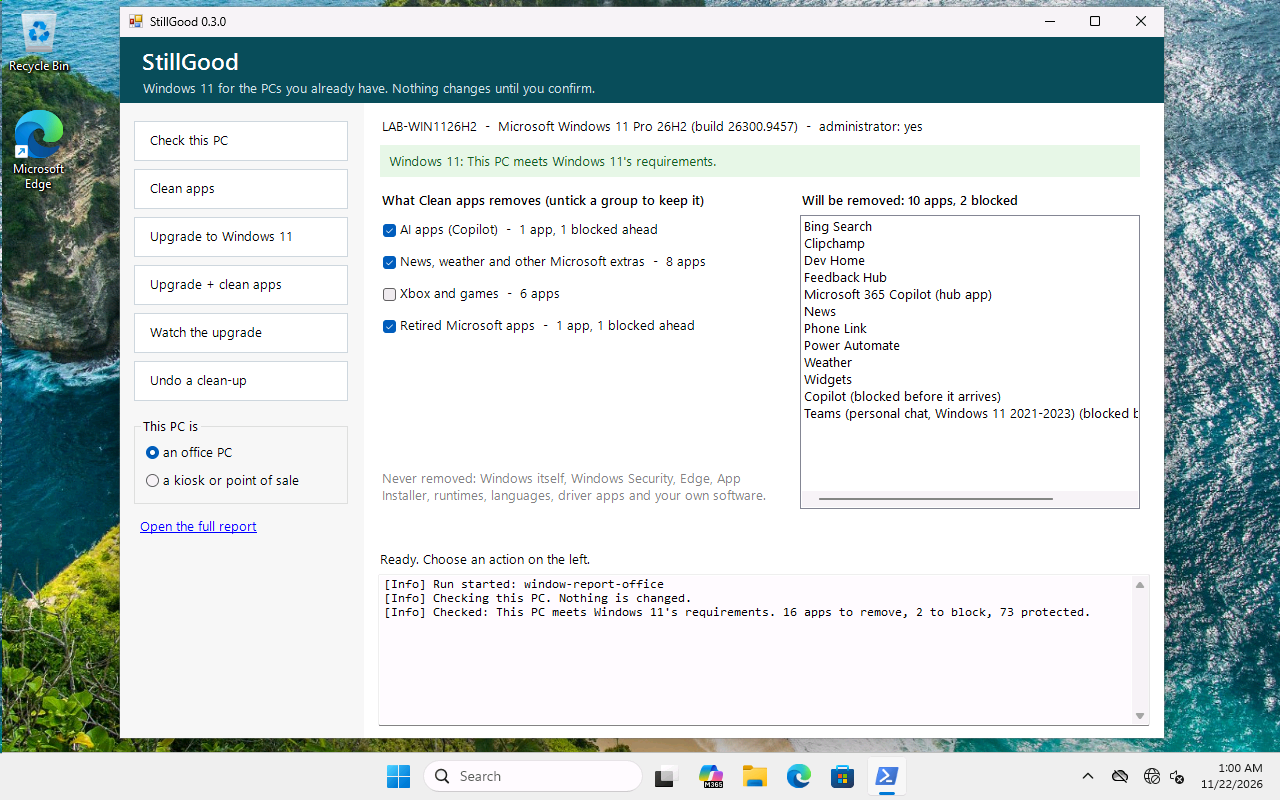 StillGood 0.3.0
Recycle Bin
Microsoft Edge
StillGood
Windows 11 for the PCs you already have. Nothing changes until you confirm.
Check this PC
Clean apps
Upgrade to Windows 11
Upgrade + clean apps
Watch the upgrade
Undo a clean-up
This PC is
an office PC
a kiosk or point of sale
Open the full report
LAB-WIN1126H2 - Microsoft Windows 11 Pro 26H2 (build 26300.9457) - administrator: yes
Windows 11: This PC meets Windows 11's requirements.
What Clean apps removes (untick a group to keep it)
AI apps (Copilot) - 1 app, 1 blocked ahead
News, weather and other Microsoft extras - 8 apps
Xbox and games - 6 apps
Retired Microsoft apps - 1 app, 1 blocked ahead
Never removed: Windows itself, Windows Security, Edge, App
Installer, runtimes, languages, driver apps and your own software.
Will be removed: 10 apps, 2 blocked
Bing Search
Clipchamp
Dev Home
Feedback Hub
Microsoft 365 Copilot (hub app)
News
Phone Link
Power Automate
Weather
Widgets
Copilot (blocked before it arrives)
Teams (personal chat, Windows 11 2021-2023) (blocked b
Ready. Choose an action on the left.
[Info] Run started: window-report-office
[Info] Checking this PC. Nothing is changed.
[Info] Checked: This PC meets Windows 11's requirements. 16 apps to remove, 2 to block, 73 protected.
Search
M365
1:00 AM
11/22/2026